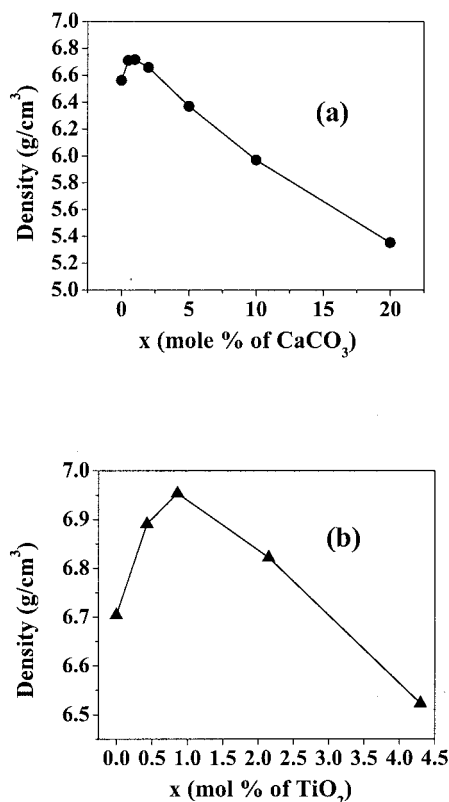 7.0
6.8
6.6
6.4
6.2
6.0
5.8
5.6
5.4
5.2
5.0
Density (g/cm³)
(a)
0 5 10 15 20
x (mole % of CaCO₃)
7.0
6.9
6.8
6.7
6.6
6.5
Density (g/cm³)
(b)
0.0 0.5 1.0 1.5 2.0 2.5 3.0 3.5 4.0 4.5
x (mol % of TiO₂)